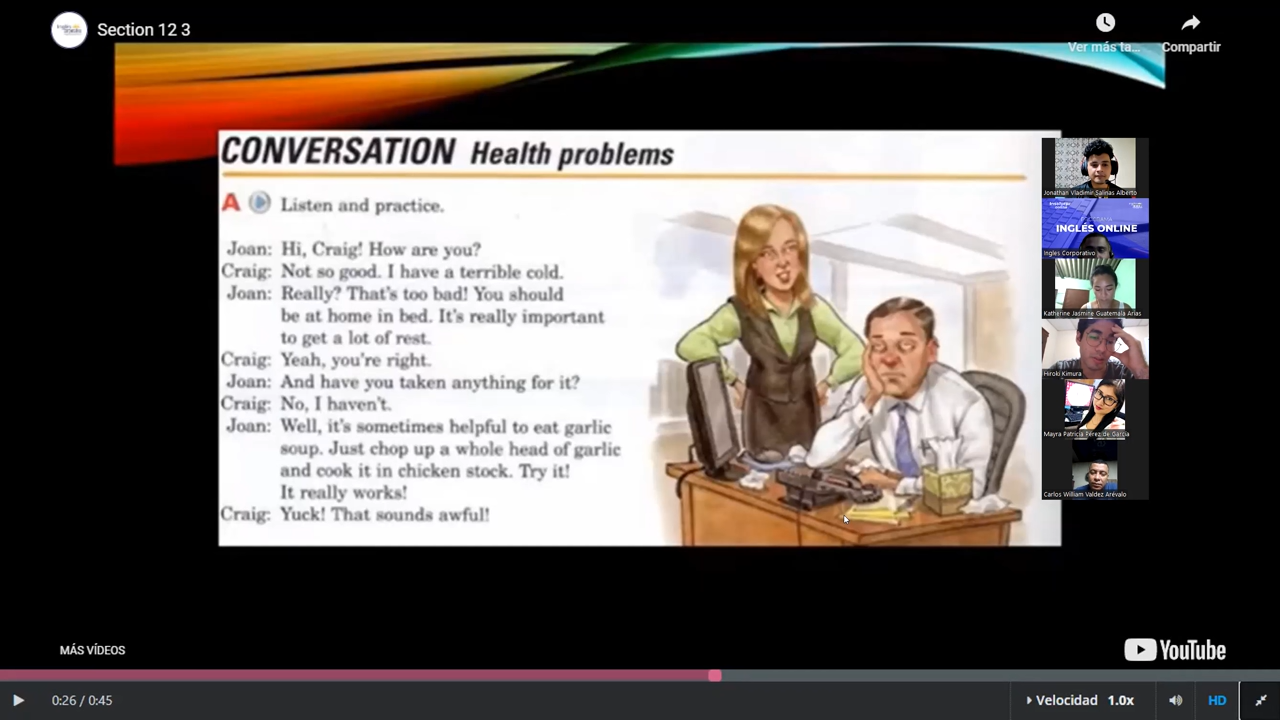 Section 12 3
Ver más ta...
Compartir
CONVERSATION Health problems
A Listen and practice.
Joan: Hi, Craig! How are you?
Craig: Not so good. I have a terrible cold.
Joan: Really? That's too bad! You should
be at home in bed. It's really important
to get a lot of rest.
Craig: Yeah, you're right.
Joan: And have you taken anything for it?
Craig: No, I haven't.
Joan: Well, it's sometimes helpful to eat garlic
soup. Just chop up a whole head of garlic
and cook it in chicken stock. Try it!
It really works!
Craig: Yuck! That sounds awful!
Jonathan Vladimir Salinas Alberto
INGLES ONLINE
Ingles Corporativo
Katherine Jasmine Guatemala Arias
Hiroki Kimura
Mayra Patricia Pérez de Garcia
Carlos William Valdez Arévalo
MÁS VÍDEOS
YouTube
0:26 / 0:45
Velocidad 1.0x
HD